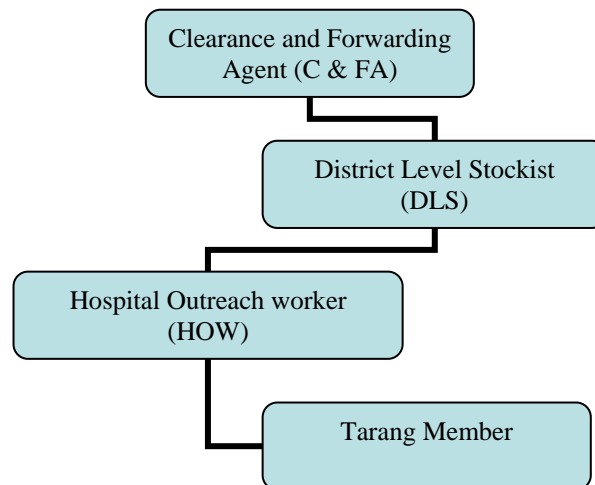 Clearance and Forwarding
Agent (C & FA)
District Level Stockist
(DLS)
Hospital Outreach worker
(HOW)
Tarang Member